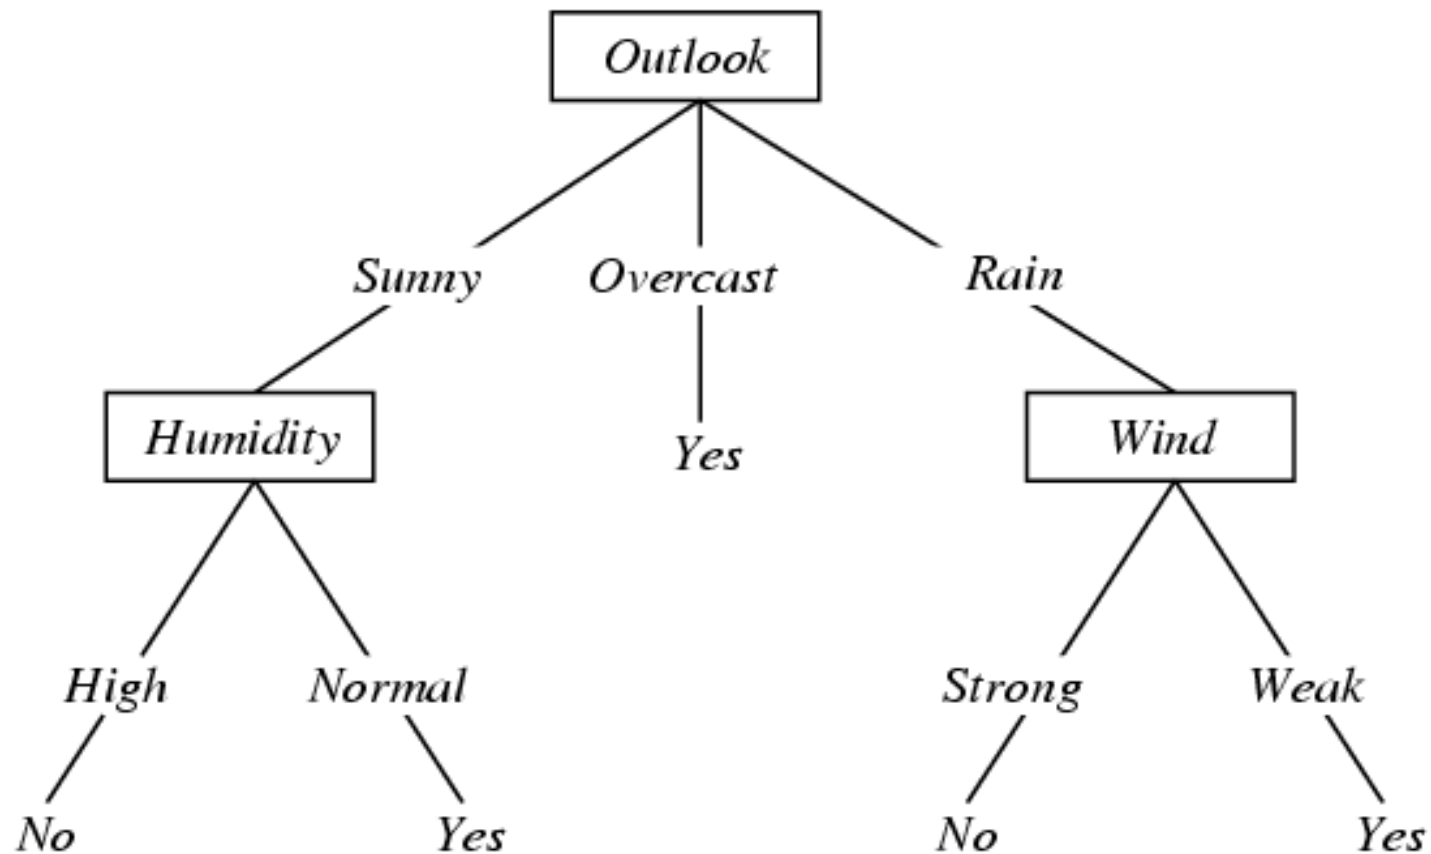 Outlook
Sunny Overcast Rain
Humidity Yes Wind
High Normal Strong Weak
No Yes No Yes